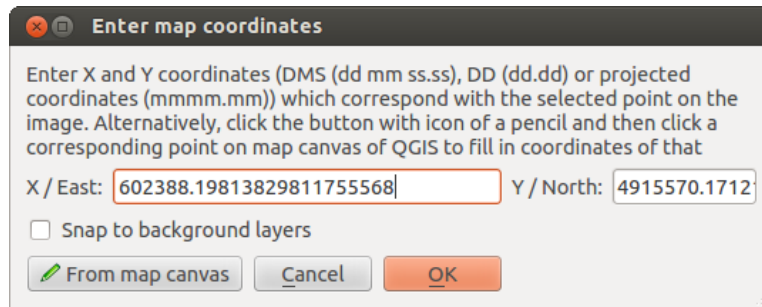 Enter map coordinates
Enter X and Y coordinates (DMS (dd mm ss.ss), DD (dd.dd) or projected
coordinates (mmmm.mm)) which correspond with the selected point on the
image. Alternatively, click the button with icon of a pencil and then click a
corresponding point on map canvas of QGIS to fill in coordinates of that
X / East: 602388.19813829811755568 Y / North: 4915570.1712
Snap to background layers
From map canvas Cancel OK